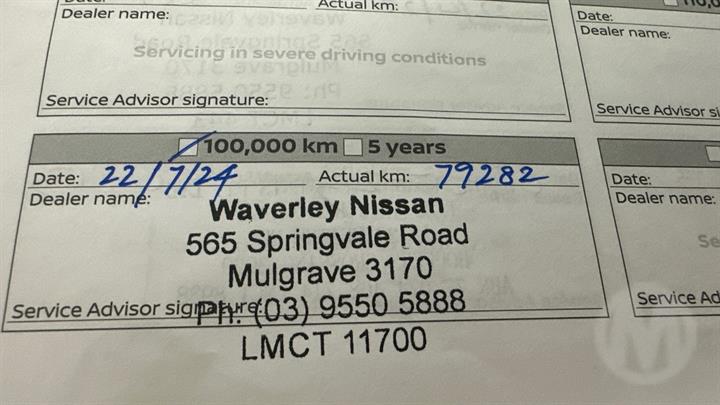 Actual km:
Dealer name:
Servicing in severe driving conditions
Service Advisor signature:
Date:
Dealer name:
Service Advisor si
100,000 km 5 years
Date: 22/7/24 Actual km: 79282
Dealer name:
Waverley Nissan
565 Springvale Road
Mulgrave 3170
Service Advisor signature:
Ph: (03) 9550 5888
LMCT 11700
Date:
Dealer name:
Se
Service Ad
M